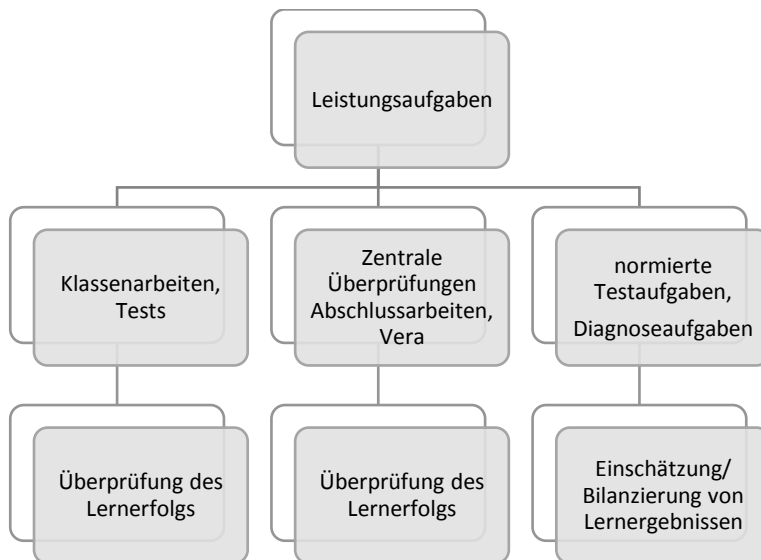 Leistungsaufgaben
Klassenarbeiten,
Tests
Zentrale
Überprüfungen
Abschlussarbeiten,
Vera
normierte
Testaufgaben,
Diagnoseaufgaben
Überprüfung des
Lernerfolgs
Überprüfung des
Lernerfolgs
Einschätzung/
Bilanzierung von
Lernergebnissen